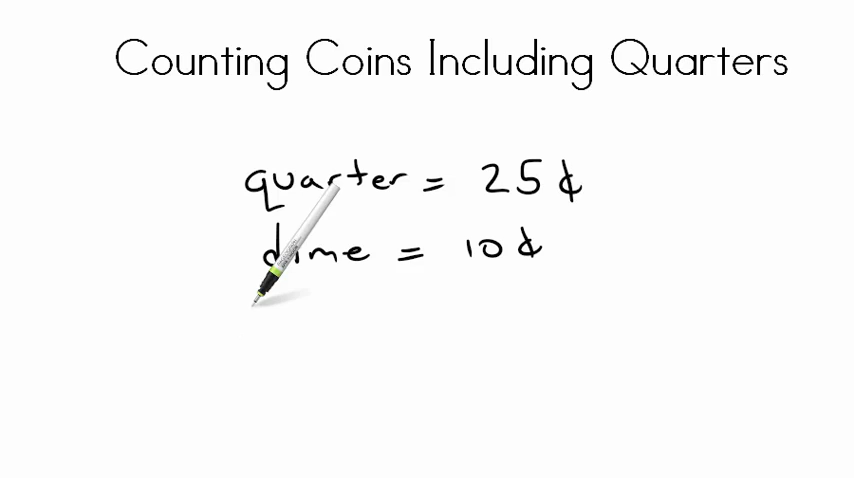 Counting Coins Including Quarters
quarter = 25¢
dime = 10¢